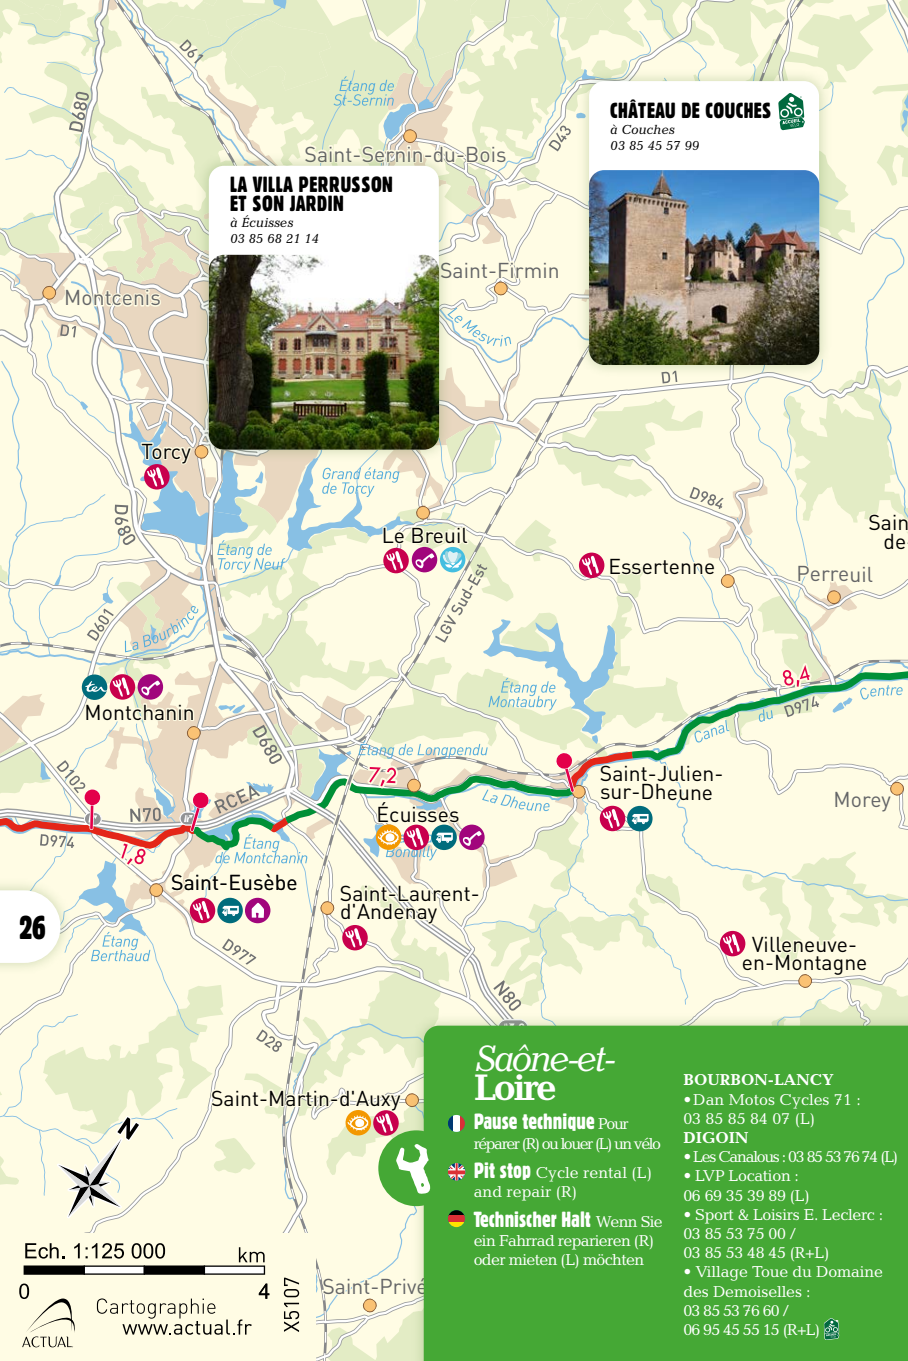 D61
D680
Étang de
St-Sernin
Saint-Sernin-du-Bois
D43
CHÂTEAU DE COUCHES
ACCUEIL
à Couches
03 85 45 57 99
LA VILLA PERRUSSON
ET SON JARDIN
à Écuisses
03 85 68 21 14
Saint-Firmin
Le Mesvrin
Montcenis
D1
D1
Torcy
Grand étang
de Torcy
D680
Étang de
Torcy Neuf
Le Breuil
D984
Sain
de
Essertenne
Perreuil
LGV Sud-Est
D601
La Bourbince
ter
Montchanin
Étang de
Montaubry
8,4
D974
Centre
du
Canal
D680
Étang de Longpendu
7,2
D102
RCEA
N70
La Dheune
Saint-Julien-
sur-Dheune
Morey
Écuisses
Bondilly
D974
1,8
Étang
de Montchanin
Saint-Eusèbe
Saint-Laurent-
d'Andenay
26
Étang
Berthaud
D977
Villeneuve-
en-Montagne
N80
D28
Saint-Martin-d'Auxy
N
Ech. 1:125 000
km
0
4
Cartographie
www.actual.fr
ACTUAL
X5107
Saint-Privé
Saône-et-
Loire
Pause technique Pour
réparer (R) ou louer (L) un vélo
Pit stop Cycle rental (L)
and repair (R)
Technischer Halt Wenn Sie
ein Fahrrad reparieren (R)
oder mieten (L) möchten
BOURBON-LANCY
• Dan Motos Cycles 71 :
03 85 85 84 07 (L)
DIGOIN
• Les Canalous : 03 85 53 76 74 (L)
• LVP Location :
06 69 35 39 89 (L)
• Sport & Loisirs E. Leclerc :
03 85 53 75 00 /
03 85 53 48 45 (R+L)
• Village Toue du Domaine
des Demoiselles :
03 85 53 76 60 /
06 95 45 55 15 (R+L)